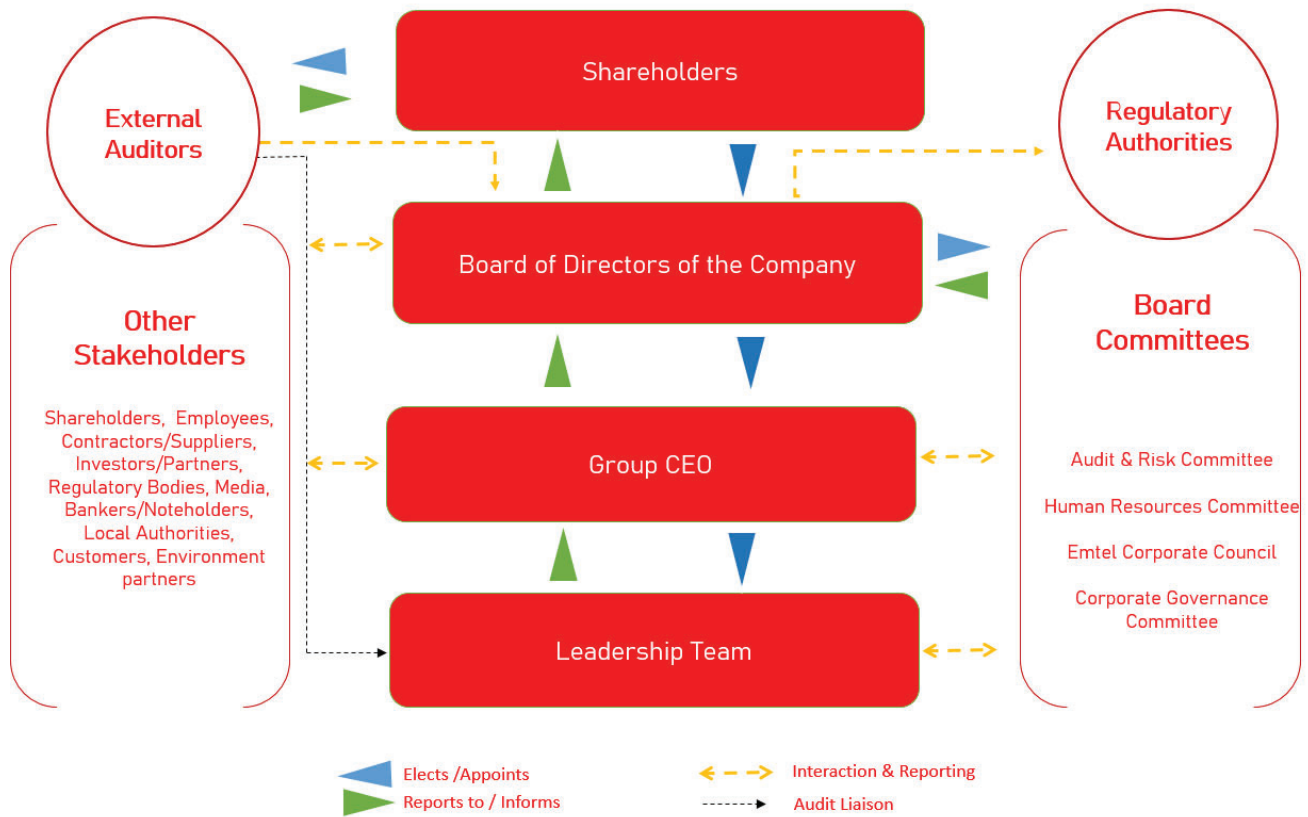 External
Auditors
Shareholders
Regulatory
Authorities
Board of Directors of the Company
Other
Stakeholders
Shareholders, Employees,
Contractors/Suppliers,
Investors/Partners,
Regulatory Bodies, Media,
Bankers/Noteholders,
Local Authorities,
Customers, Environment
partners
Group CEO
Leadership Team
Board
Committees
Audit & Risk Committee
Human Resources Committee
Emtel Corporate Council
Corporate Governance
Committee
Elects /Appoints
Reports to / Informs
Interaction & Reporting
Audit Liaison